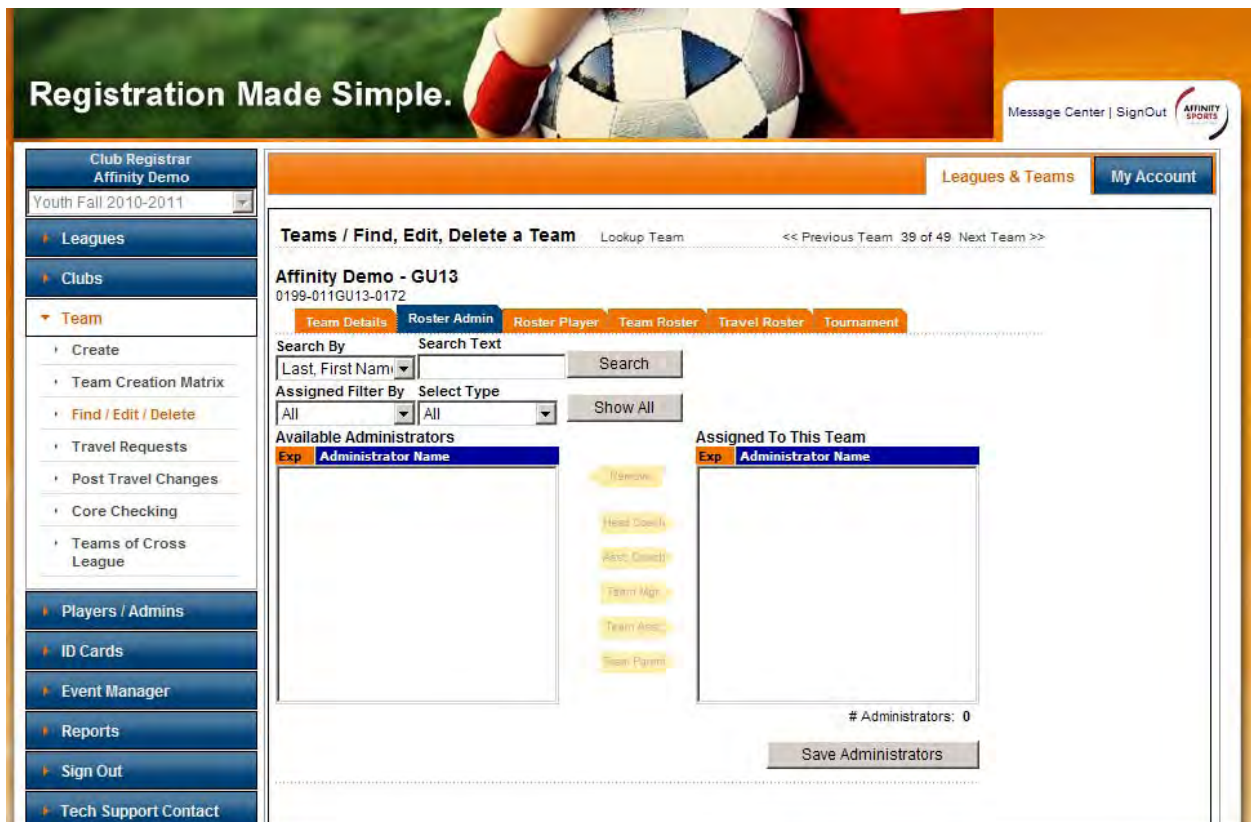 Registration Made Simple.
Message Center | SignOut
AFFINITY
SPORTS
Club Registrar
Affinity Demo
Youth Fall 2010-2011
Leagues & Teams
My Account
Leagues
Clubs
Team
Create
Team Creation Matrix
Find / Edit / Delete
Travel Requests
Post Travel Changes
Core Checking
Teams of Cross
League
Players / Admins
ID Cards
Event Manager
Reports
Sign Out
Tech Support Contact
Teams / Find, Edit, Delete a Team Lookup Team << Previous Team 39 of 49 Next Team >>
Affinity Demo - GU13
0199-011GU13-0172
Team Details Roster Admin Roster Player Team Roster Travel Roster Tournament
Search By Search Text
Last, First Nam Search
Assigned Filter By Select Type
All All Show All
Available Administrators Assigned To This Team
Exp Administrator Name Exp Administrator Name
Remove
Head Coach
Asst. Coach
Team Mgr.
Team Asst.
Team Parent
# Administrators: 0
Save Administrators